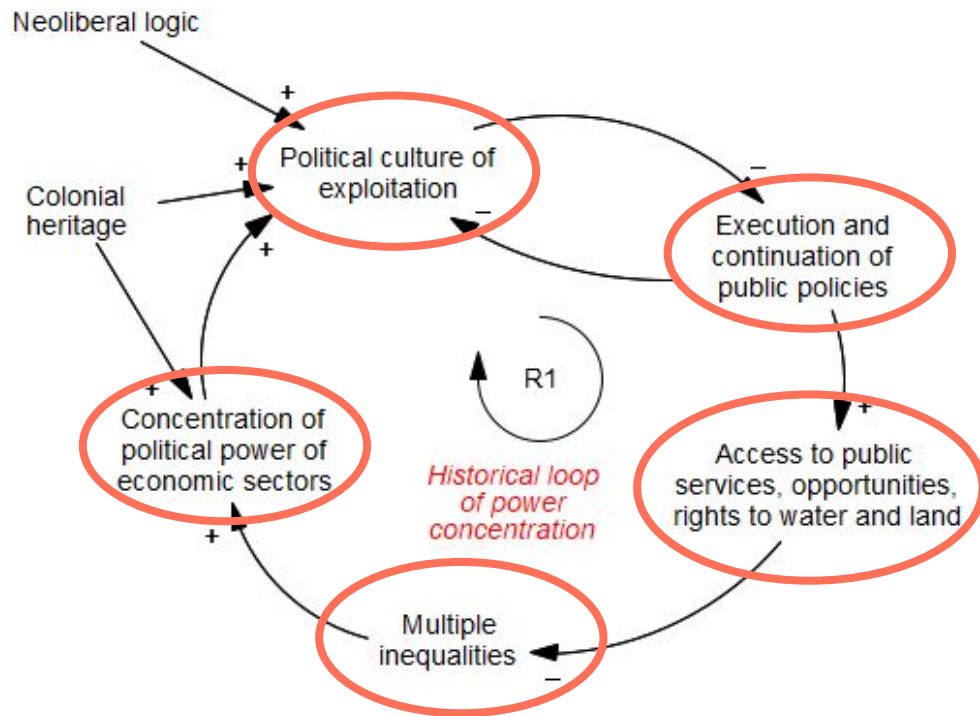 Neoliberal logic
+
Political culture of
exploitation
+
+
–
–
Colonial
heritage
Execution and
continuation of
public policies
+
Concentration of
political power of
economic sectors
R1
Historical loop
of power
concentration
+
Access to public
services, opportunities,
rights to water and land
+
Multiple
inequalities
–